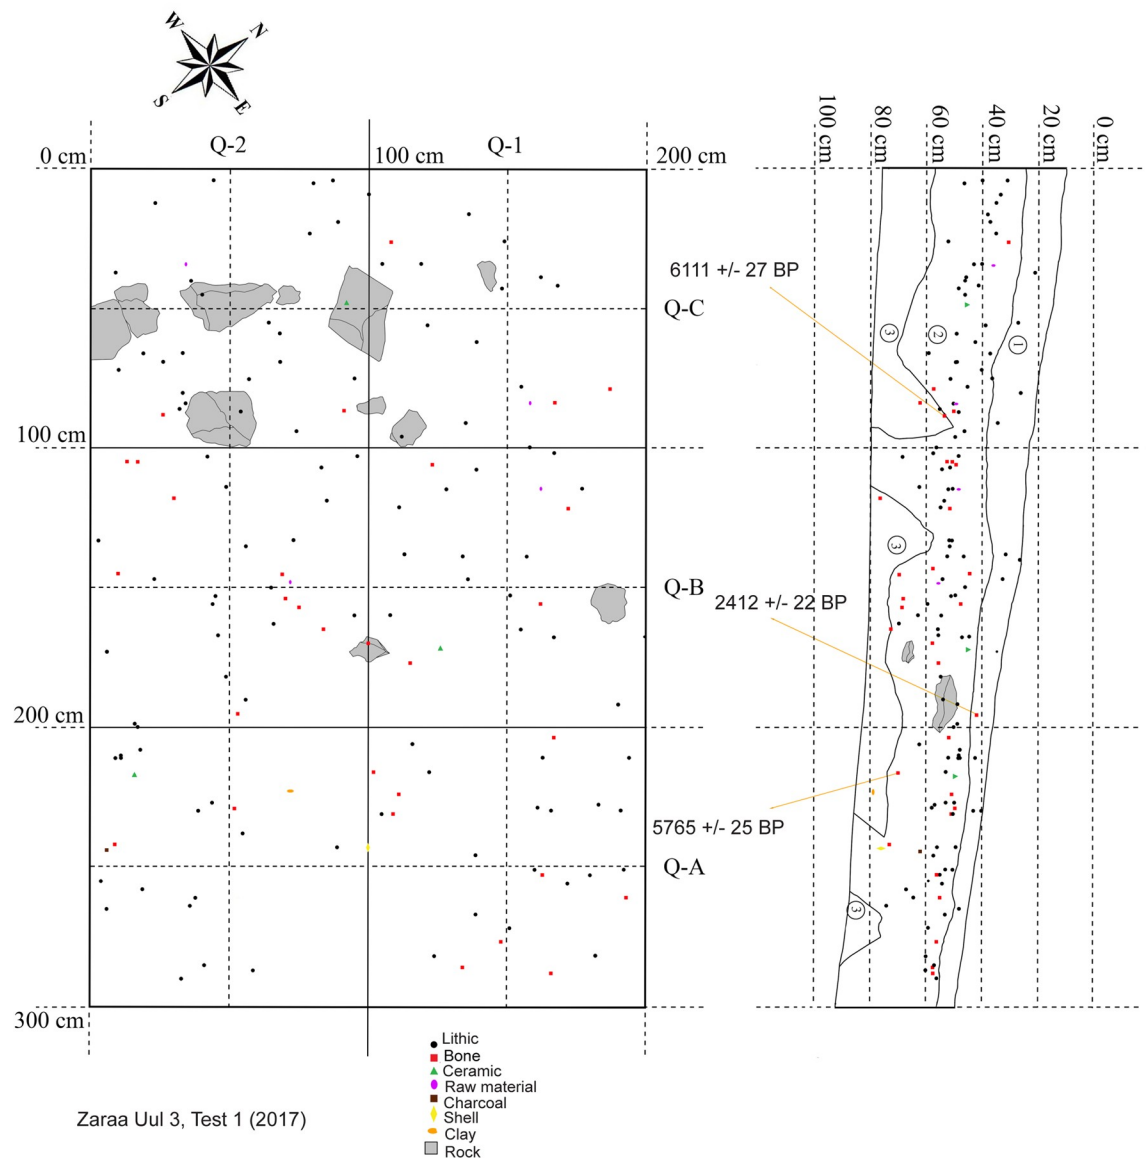 W
N
S
E
0 cm
Q-2
100 cm
Q-1
200 cm
100 cm
80 cm
60 cm
40 cm
20 cm
0 cm
6111 +/- 27 BP
Q-C
3
2
1
100 cm
3
Q-B
2412 +/- 22 BP
200 cm
5765 +/- 25 BP
Q-A
3
300 cm
Lithic
Bone
Ceramic
Raw material
Charcoal
Shell
Clay
Rock
Zaraa Uul 3, Test 1 (2017)